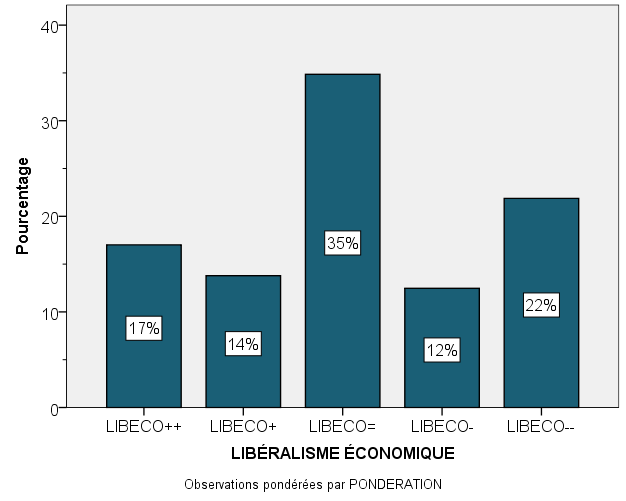 Pourcentage
40
30
20
10
0
17%
14%
35%
12%
22%
LIBECO++
LIBECO+
LIBECO=
LIBECO-
LIBECO--
LIBÉRALISME ÉCONOMIQUE
Observations pondérées par PONDERATION